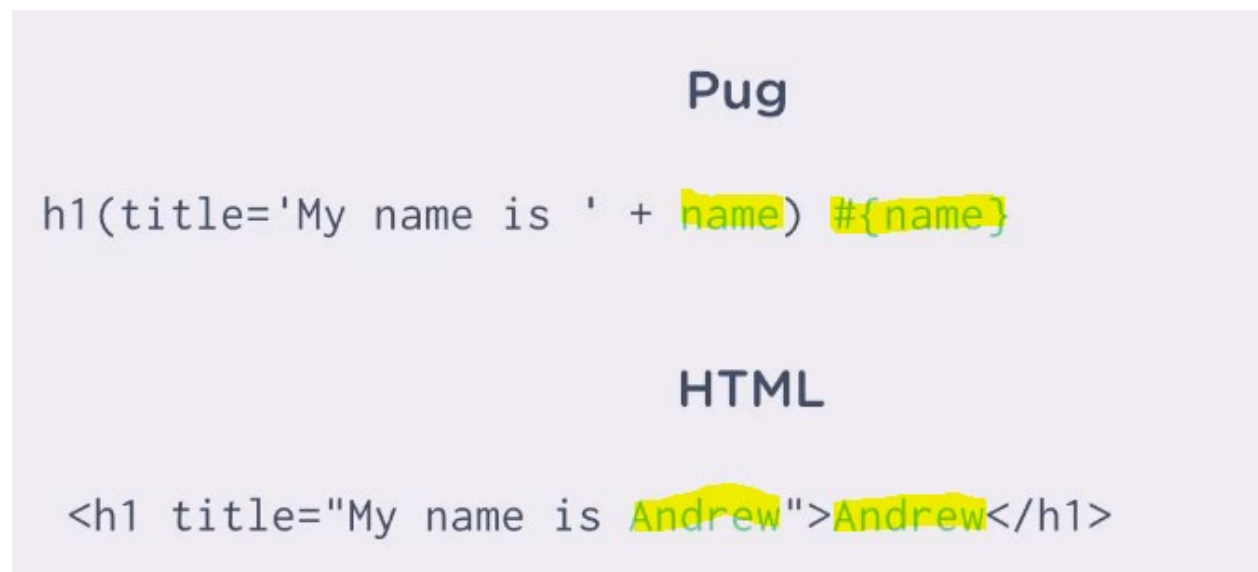 Pug
h1(title='My name is ' + name) #{name}
HTML
<h1 title="My name is Andrew">Andrew</h1>